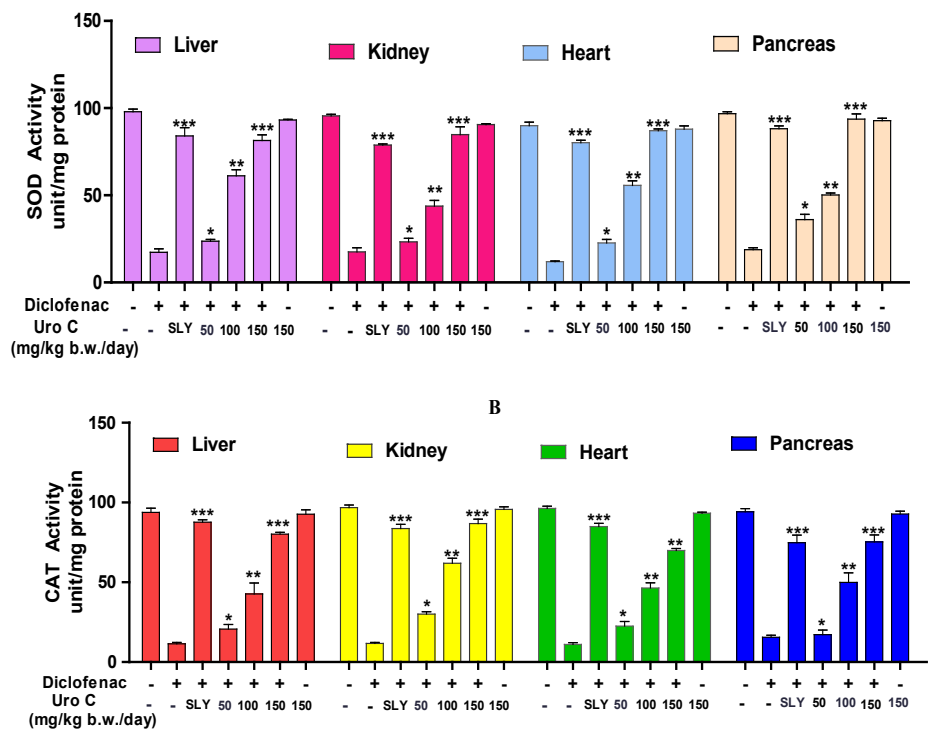 150
Liver
Kidney
Heart
Pancreas
SOD Activity
unit/mg protein
100
50
0
*** *** ** * *** *** ** * *** *** ** * *** *** ** *
Diclofenac - + + + + + - - + + + + + - - + + + + + - - + + + + + -
Uro C - - SLY 50 100 150 150 - - SLY 50 100 150 150 - - SLY 50 100 150 150 - - SLY 50 100 150 150
(mg/kg b.w./day)
B
150
Liver
Kidney
Heart
Pancreas
CAT Activity
unit/mg protein
100
50
0
*** * ** *** *** * ** *** *** * ** ** *** * ** ***
Diclofenac - + + + + + - - + + + + + - - + + + + + - - + + + + + -
Uro C - - SLY 50 100 150 150 - - SLY 50 100 150 150 - - SLY 50 100 150 150 - - SLY 50 100 150 150
(mg/kg b.w./day)